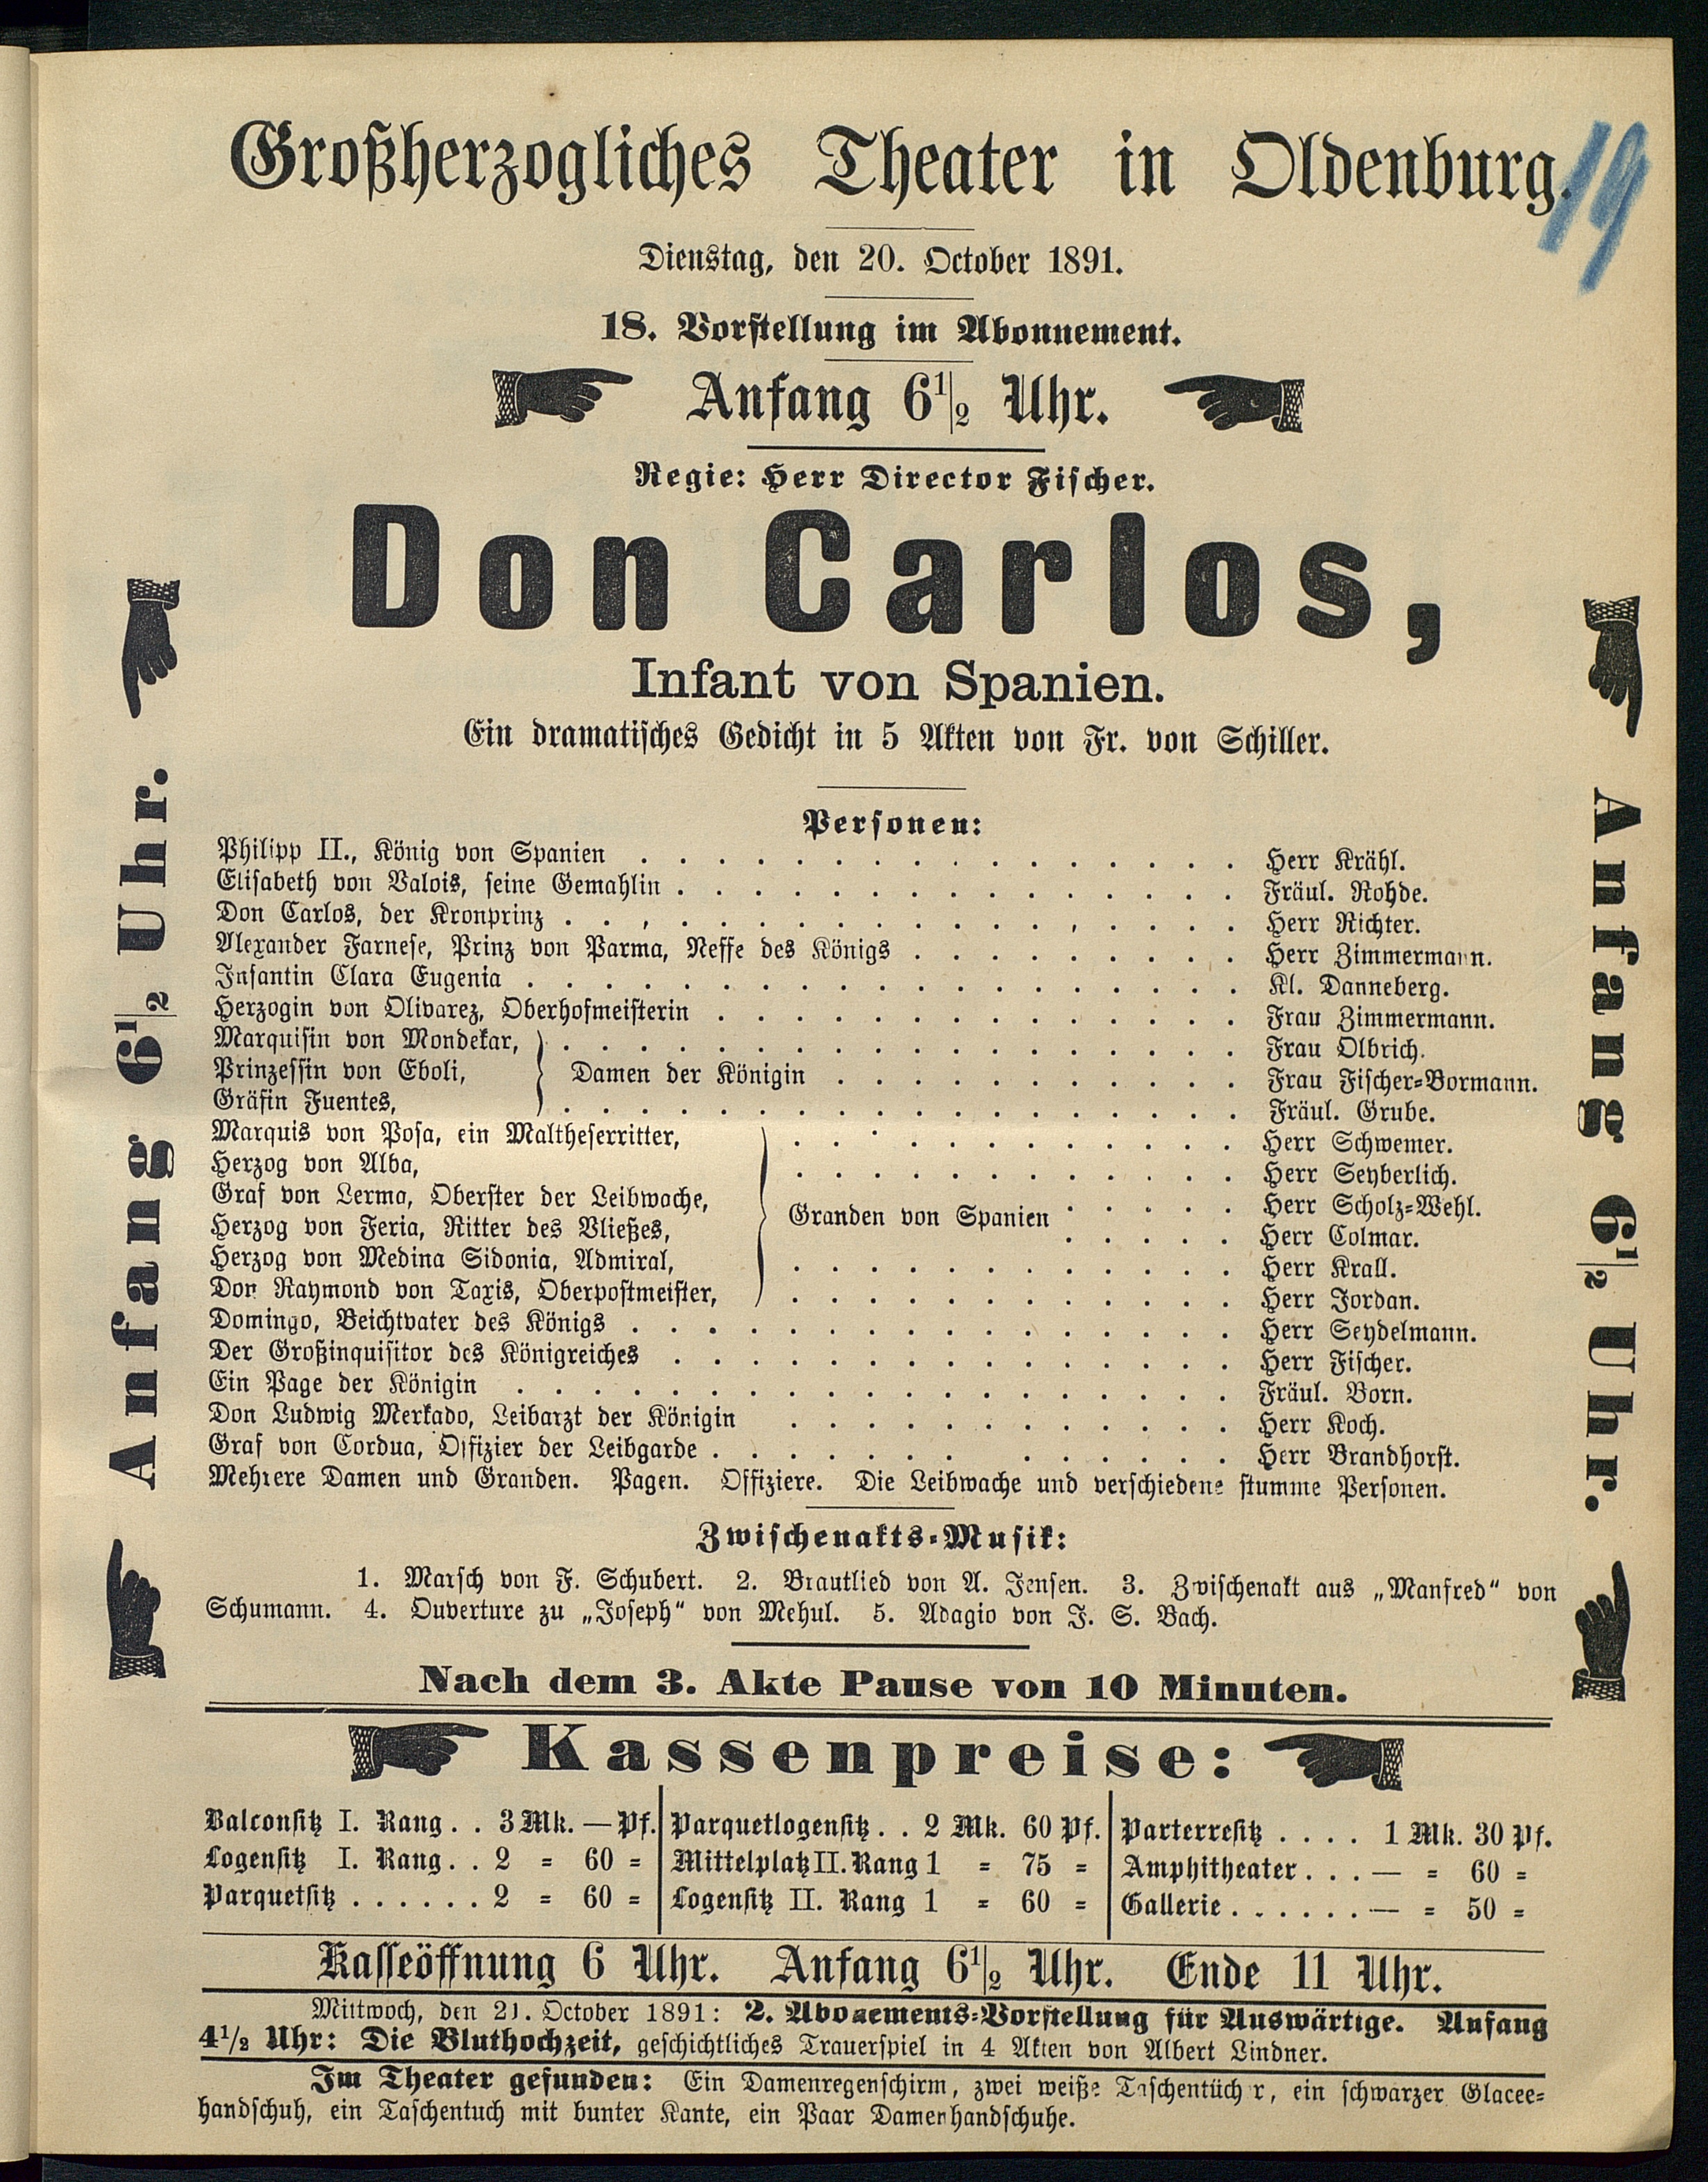 Großherzogliches Theater in Oldenburg.
19
Dienstag, den 20. October 1891.
18. Vorstellung im Abonnement.
Anfang 6 1/2 Uhr.
Regie: Herr Director Fischer.
Don Carlos,
Infant von Spanien.
Ein dramatisches Gedicht in 5 Akten von Fr. von Schiller.
Personen:
Philipp II., König von Spanien . . . . . . . . . . . . . . . . Herr Krähl.
Elisabeth von Valois, seine Gemahlin . . . . . . . . . . . . . . . Fräul. Rohde.
Don Carlos, der Kronprinz . . . . . . . . . . . . . . . . . . Herr Richter.
Alexander Farnese, Prinz von Parma, Neffe des Königs . . . . . . . . . Herr Zimmermann.
Infantin Clara Eugenia . . . . . . . . . . . . . . . . . . . Kl. Danneberg.
Herzogin von Olivarez, Oberhofmeisterin . . . . . . . . . . . . . . Frau Zimmermann.
Marquisin von Mondekar, . . . . . . . . . . . . . . . . . . Frau Olbrich.
Prinzessin von Eboli, } Damen der Königin . . . . . . . . . . . Frau Fischer-Bormann.
Gräfin Fuentes, . . . . . . . . . . . . . . . . . . Fräul. Grube.
Marquis von Posa, ein Maltheserritter, . . . . . . . . . . . . Herr Schwemer.
Herzog von Alba, . . . . . . . . . . . . Herr Seyberlich.
Graf von Lerma, Oberster der Leibwache, . . . . . Herr Scholz-Wehl.
} Granden von Spanien
Herzog von Feria, Ritter des Vließes, . . . . . Herr Colmar.
Herzog von Medina Sidonia, Admiral, . . . . . . . . . . . . Herr Krall.
Don Raymond von Taxis, Oberpostmeister, . . . . . . . . . . . . Herr Jordan.
Domingo, Beichtvater des Königs . . . . . . . . . . . . . . . . Herr Seydelmann.
Der Großinquisitor des Königreiches . . . . . . . . . . . . . . . Herr Fischer.
Ein Page der Königin . . . . . . . . . . . . . . . . . . . Fräul. Born.
Don Ludwig Merkado, Leibarzt der Königin . . . . . . . . . . . . Herr Koch.
Graf von Cordua, Offizier der Leibgarde . . . . . . . . . . . . . Herr Brandhorst.
Mehrere Damen und Granden. Pagen. Offiziere. Die Leibwache und verschiedene stumme Personen.
Zwischenakts-Musik:
1. Marsch von F. Schubert. 2. Brautlied von A. Jensen. 3. Zwischenakt aus „Manfred“ von
Schumann. 4. Ouverture zu „Joseph“ von Mehul. 5. Adagio von J. S. Bach.
Nach dem 3. Akte Pause von 10 Minuten.
Kassenpreise:
Balconsitz I. Rang . . 3 Mk. — Pf. Parquetlogensitz . . 2 Mk. 60 Pf. Parterresitz . . . . 1 Mk. 30 Pf.
Logensitz I. Rang . . 2 = 60 = Mittelplatz II. Rang 1 = 75 = Amphitheater . . . — = 60 =
Parquetsitz . . . . . . 2 = 60 = Logensitz II. Rang 1 = 60 = Gallerie . . . . . . — = 50 =
Kasseöffnung 6 Uhr. Anfang 6 1/2 Uhr. Ende 11 Uhr.
Mittwoch, den 21. October 1891: 2. Abonements-Vorstellung für Auswärtige. Anfang
4 1/2 Uhr: Die Bluthochzeit, geschichtliches Trauerspiel in 4 Akten von Albert Lindner.
Im Theater gefunden: Ein Damenregenschirm, zwei weiße Taschentücher, ein schwarzer Glacee-
handschuh, ein Taschentuch mit bunter Kante, ein Paar Damenhandschuhe.
Anfang 6 1/2 Uhr.
Anfang 6 1/2 Uhr.